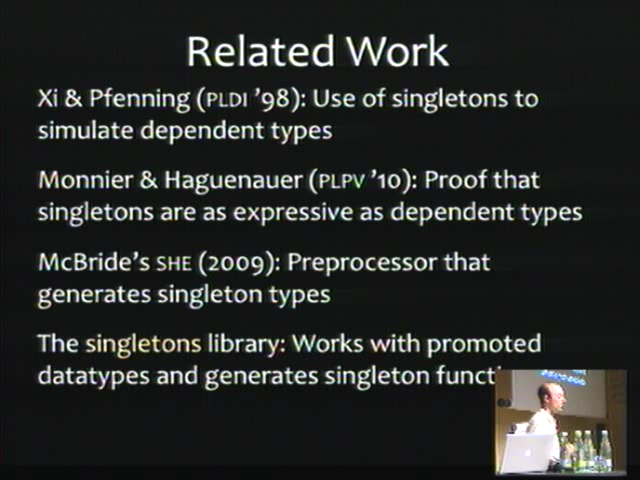 Related Work
Xi & Pfenning (PLDI ’98): Use of singletons to
simulate dependent types
Monnier & Haguenauer (PLPV ’10): Proof that
singletons are as expressive as dependent types
McBride’s SHE (2009): Preprocessor that
generates singleton types
The singletons library: Works with promoted
datatypes and generates singleton